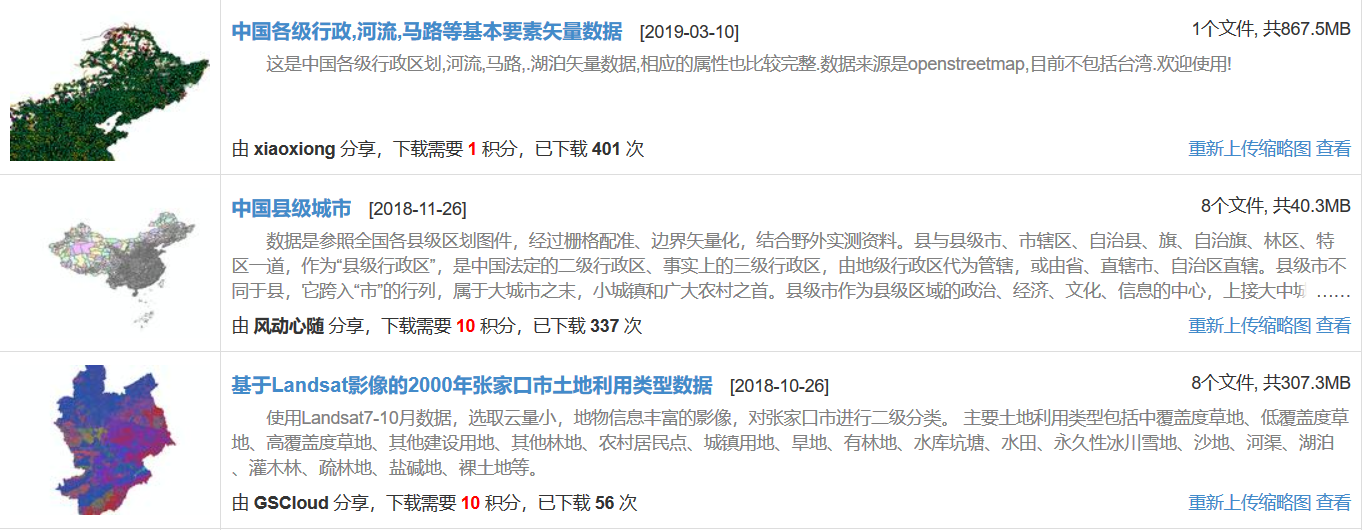 中国各级行政,河流,马路等基本要素矢量数据 [2019-03-10] 1个文件, 共867.5MB
这是中国各级行政区划,河流,马路,.湖泊矢量数据,相应的属性也比较完整.数据来源是openstreetmap,目前不包括台湾.欢迎使用!
由 xiaoxiong 分享，下载需要 1 积分，已下载 401 次 重新上传缩略图 查看
中国县级城市 [2018-11-26] 8个文件, 共40.3MB
数据是参照全国各县级区划图件，经过栅格配准、边界矢量化，结合野外实测资料。县与县级市、市辖区、自治县、旗、自治旗、林区、特
区一道，作为“县级行政区”，是中国法定的二级行政区、事实上的三级行政区，由地级行政区代为管辖，或由省、直辖市、自治区直辖。县级市不
同于县，它跨入“市”的行列，属于大城市之末，小城镇和广大农村之首。县级市作为县级区域的政治、经济、文化、信息的中心，上接大中城 ……
由 风动心随 分享，下载需要 10 积分，已下载 337 次 重新上传缩略图 查看
基于Landsat影像的2000年张家口市土地利用类型数据 [2018-10-26] 8个文件, 共307.3MB
使用Landsat7-10月数据，选取云量小，地物信息丰富的影像，对张家口市进行二级分类。 主要土地利用类型包括中覆盖度草地、低覆盖度草
地、高覆盖度草地、其他建设用地、其他林地、农村居民点、城镇用地、旱地、有林地、水库坑塘、水田、永久性冰川雪地、沙地、河渠、湖泊
、灌木林、疏林地、盐碱地、裸土地等。
由 GSCloud 分享，下载需要 10 积分，已下载 56 次 重新上传缩略图 查看